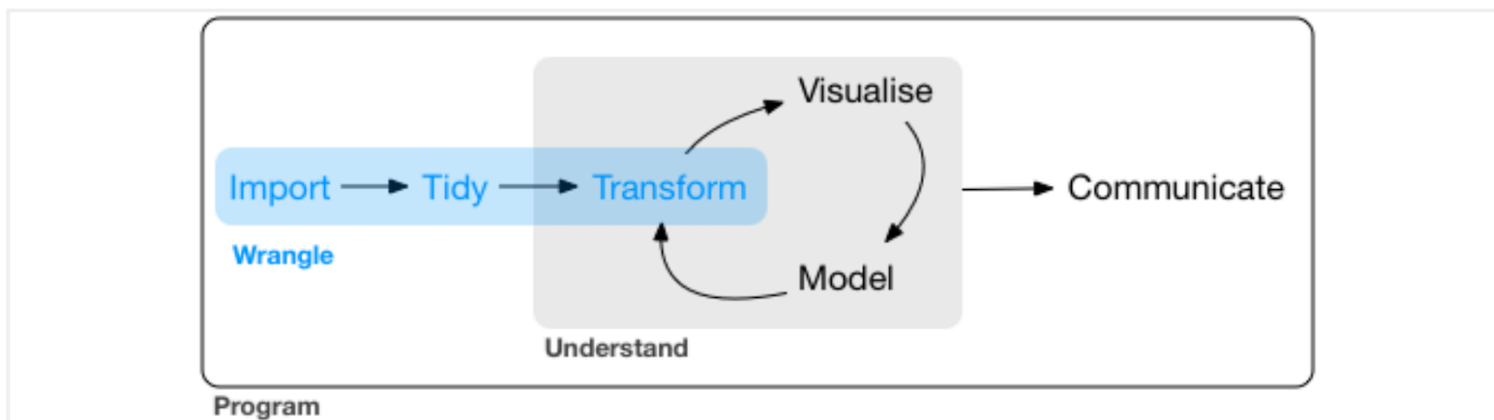 Visualise
Import Tidy Transform Communicate
Wrangle
Model
Understand
Program